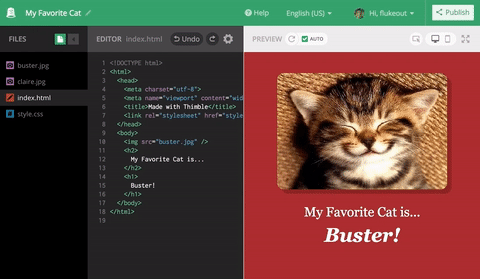 My Favorite Cat
Help
English (US)
Hi, flukeout
Publish
FILES
EDITOR index.html
Undo
PREVIEW
AUTO
buster.jpg
claire.jpg
index.html
style.css
1 <!DOCTYPE html>
2 <html>
3 <head>
4 <meta charset="utf-8">
5 <meta name="viewport" content="wid
6 <title>Made with Thimble</title>
7 <link rel="stylesheet" href="style
8 </head>
9 <body>
10 <img src="buster.jpg" />
11 <h2>
12 My Favorite Cat is...
13 </h2>
14 <h1>
15 Buster!
16 </h1>
17 </body>
18 </html>
19
My Favorite Cat is...
Buster!